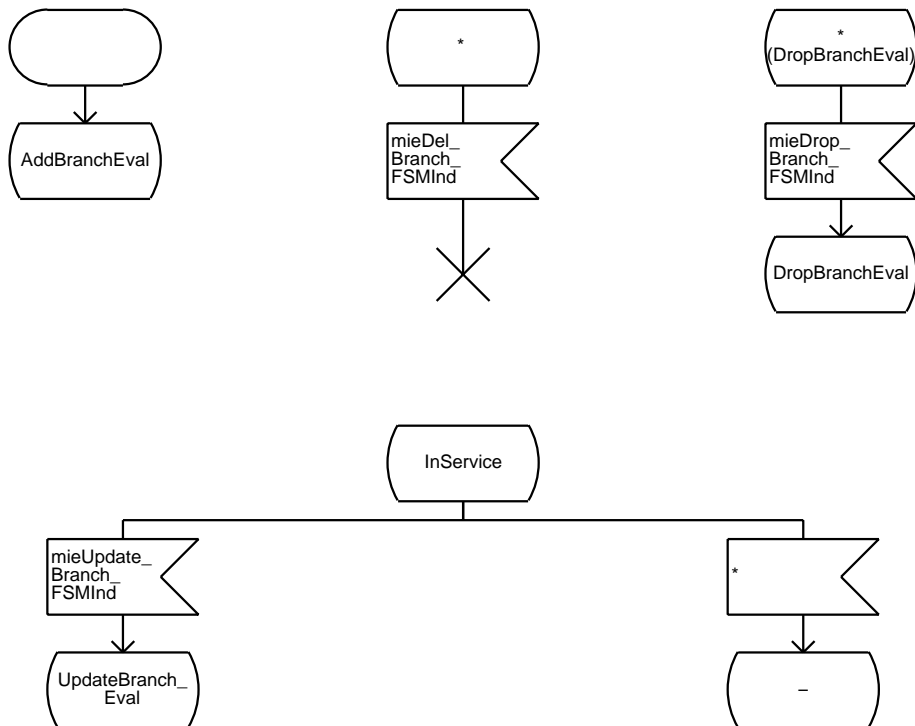 *
*
(DropBranchEval)
AddBranchEval
mieDel_
Branch_
FSMInd
mieDrop_
Branch_
FSMInd
DropBranchEval
InService
mieUpdate_
Branch_
FSMInd
*
UpdateBranch_
Eval
–